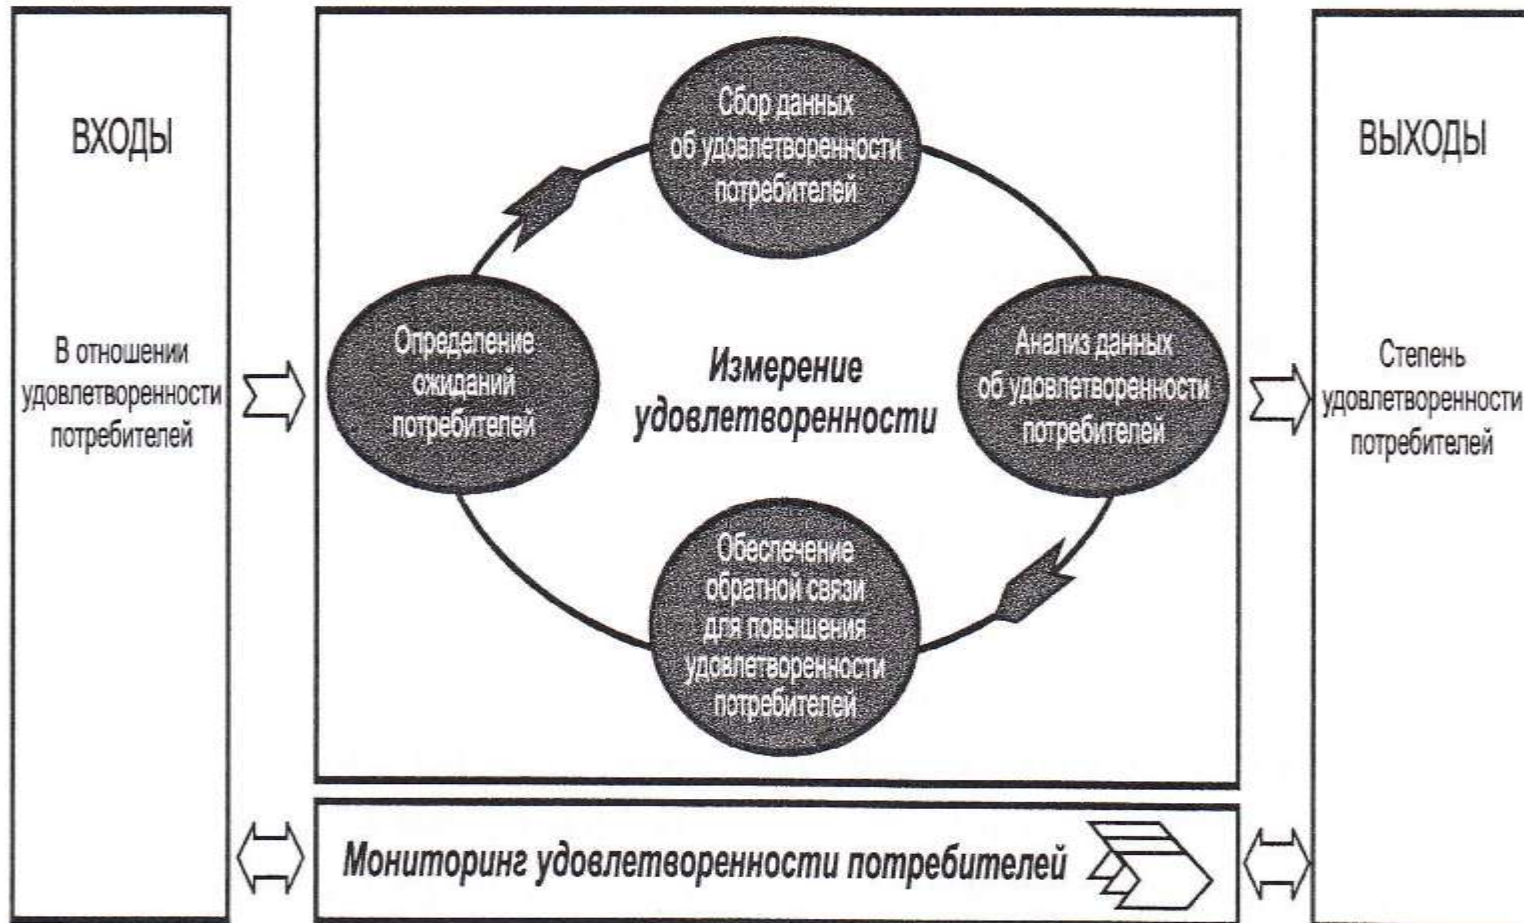 ВХОДЫ
В отношении
удовлетворенности
потребителей
Сбор данных
об удовлетворенности
потребителей
Определение
ожиданий
потребителей
Измерение
удовлетворенности
Анализ данных
об удовлетворенности
потребителей
Обеспечение
обратной связи
для повышения
удовлетворенности
потребителей
Мониторинг удовлетворенности потребителей
ВЫХОДЫ
Степень
удовлетворенности
потребителей